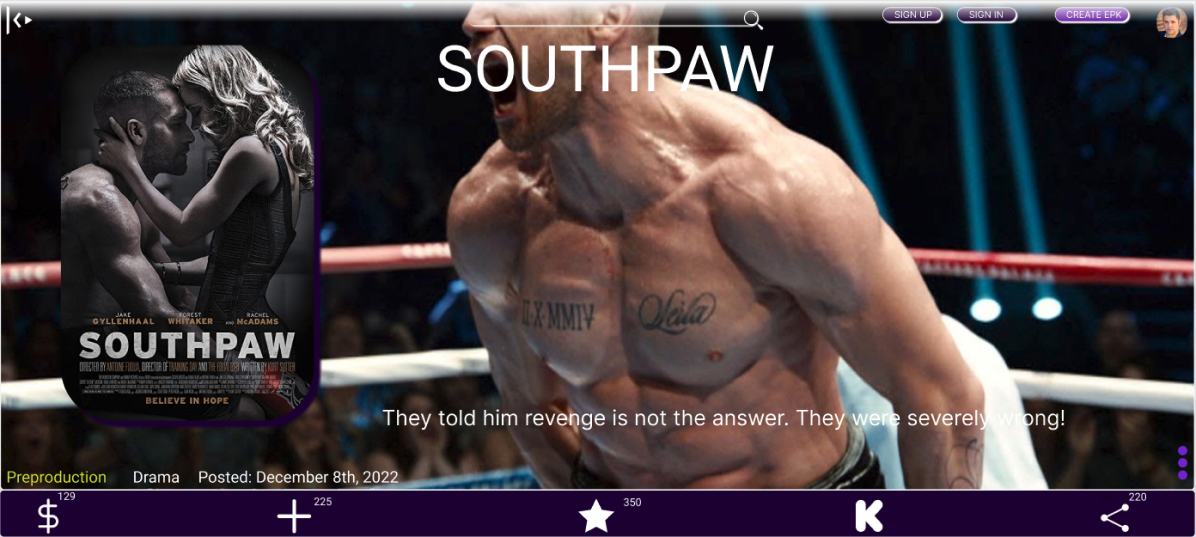 SIGN UP SIGN IN CREATE EPK
SOUTHPAW
II·X·MMIV Leila
JAKE FOREST RACHEL
GYLLENHAAL WHITAKER AND McADAMS
SOUTHPAW
DIRECTED BY ANTOINE FUQUA, DIRECTOR OF TRAINING DAY AND THE EQUALIZER WRITTEN BY KURT SUTTER
BELIEVE IN HOPE
They told him revenge is not the answer. They were severely wrong!
Preproduction Drama Posted: December 8th, 2022
$ 129 225 350 K 220